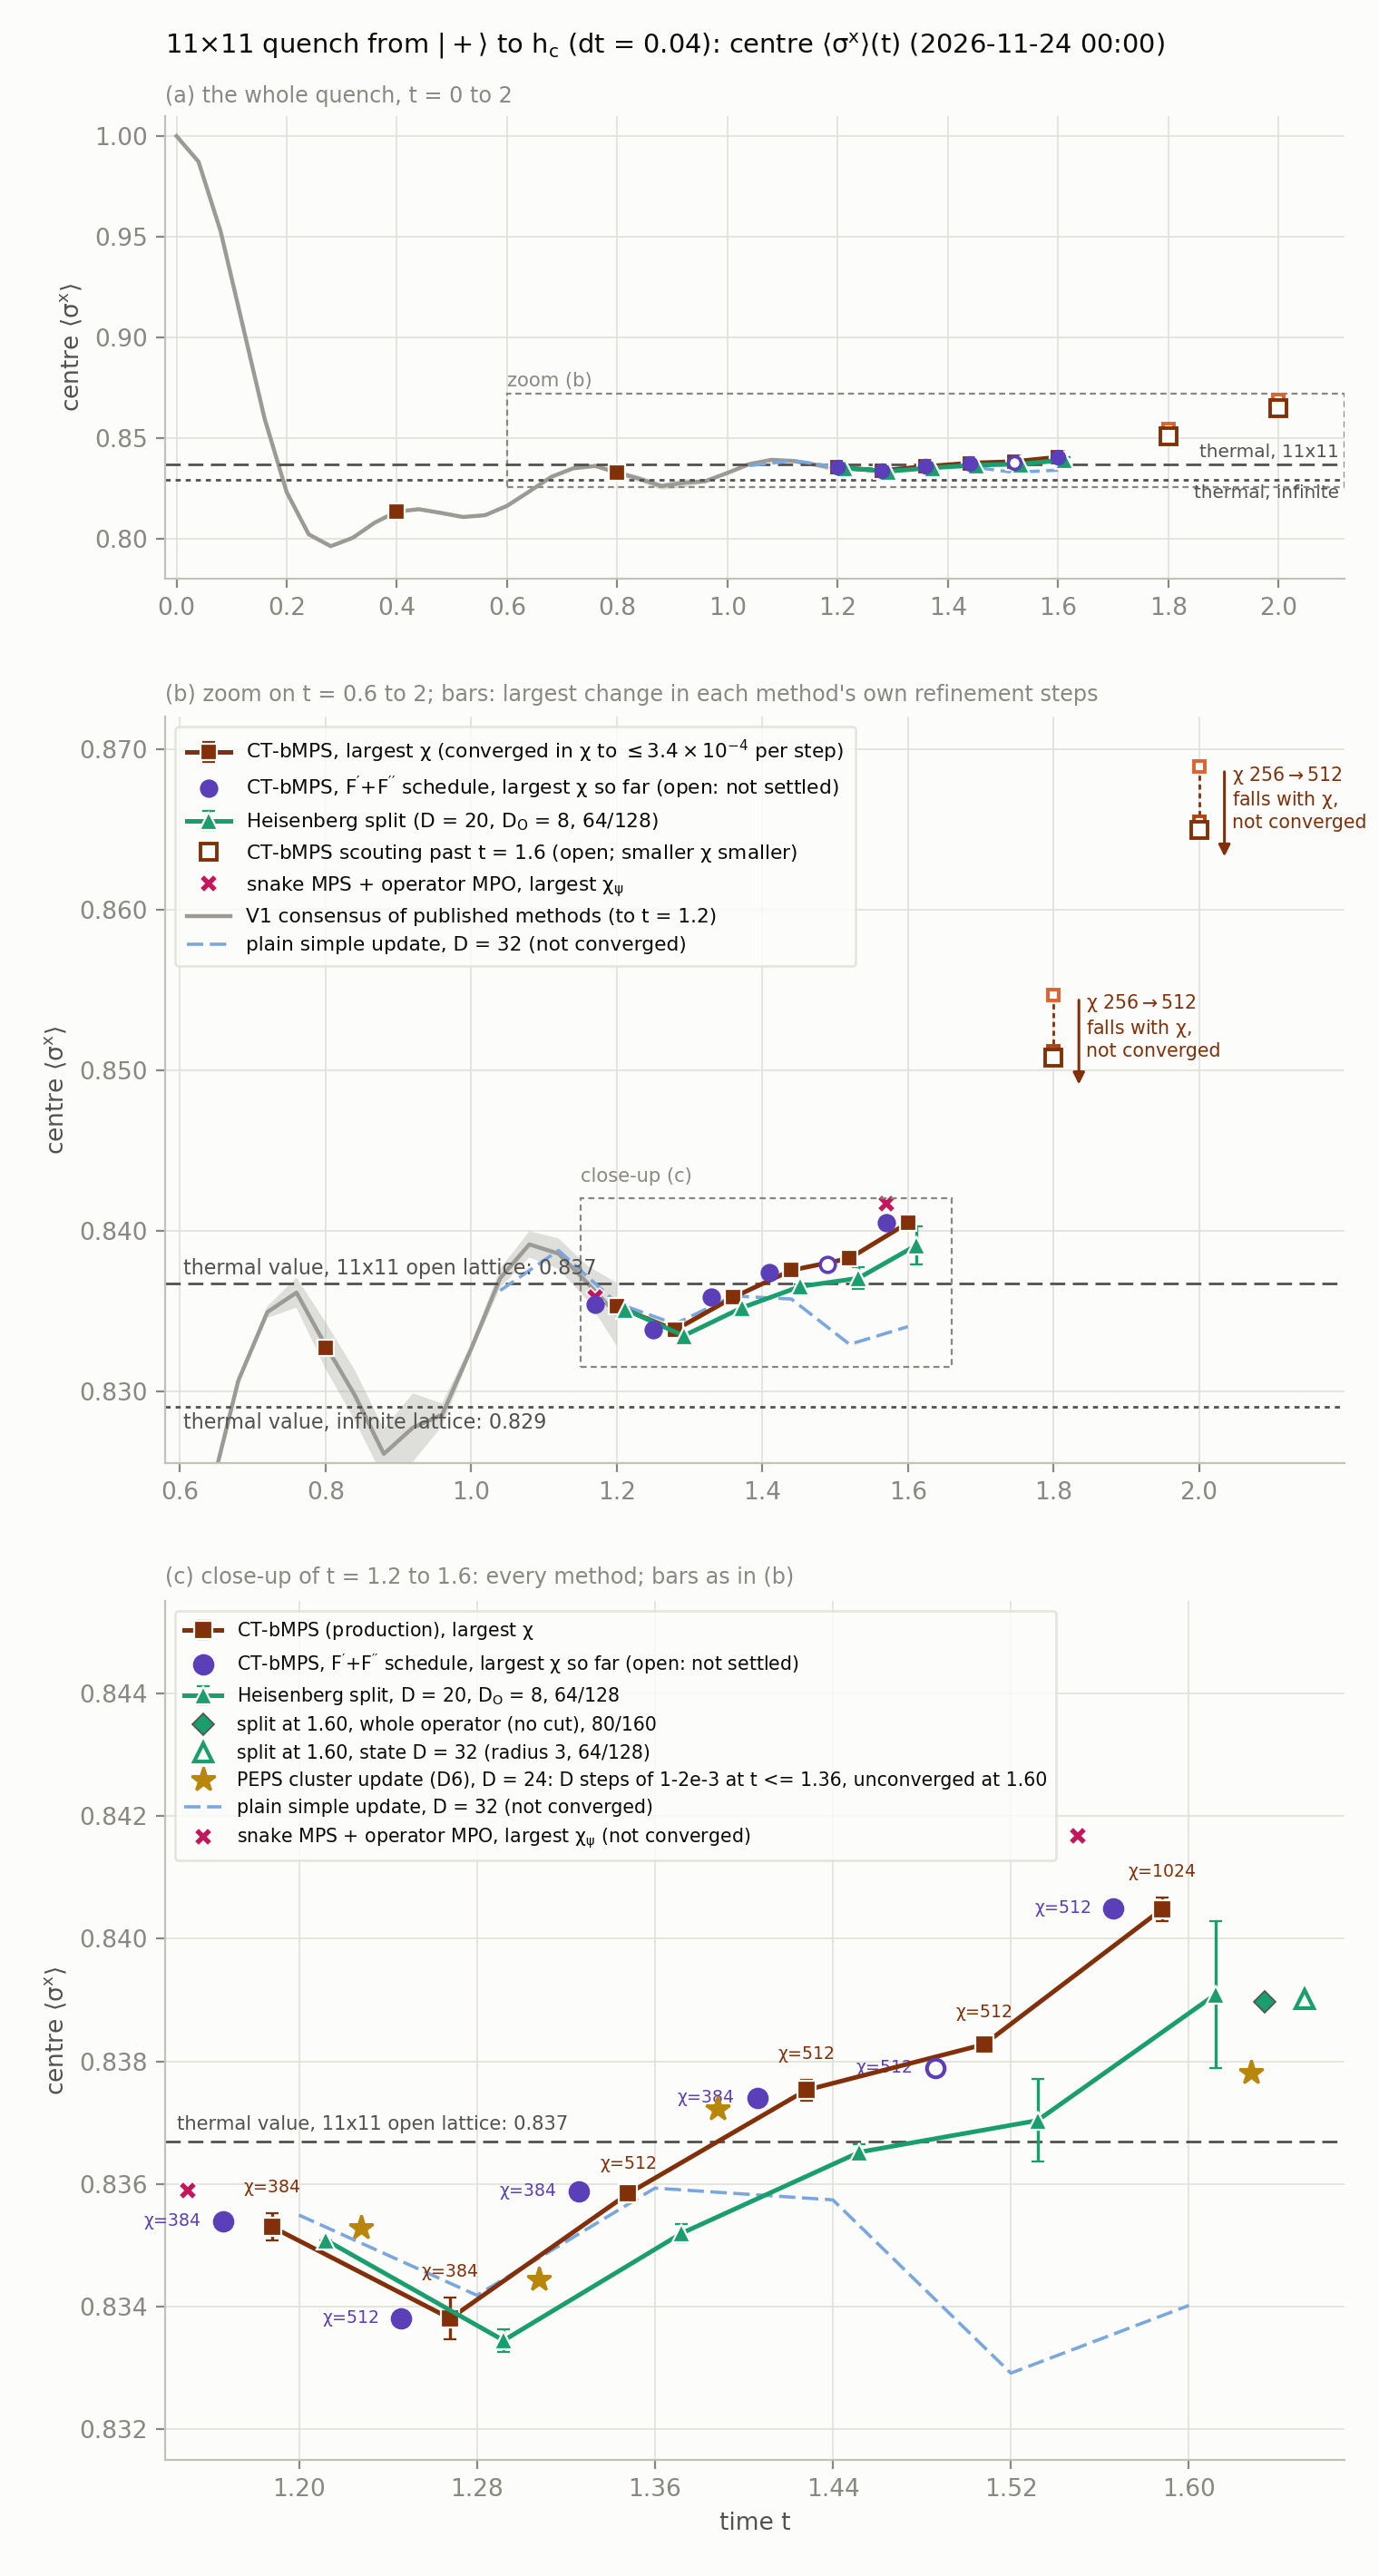 11×11 quench from |+⟩ to h_c (dt = 0.04): centre ⟨σ^x⟩(t) (2026-11-24 00:00)
(a) the whole quench, t = 0 to 2
centre ⟨σ^x⟩
1.00
0.95
0.90
0.85
0.80
zoom (b)
thermal, 11x11
thermal, infinite
0.0 0.2 0.4 0.6 0.8 1.0 1.2 1.4 1.6 1.8 2.0
(b) zoom on t = 0.6 to 2; bars: largest change in each method's own refinement steps
centre ⟨σ^x⟩
0.870
0.860
0.850
0.840
0.830
CT-bMPS, largest χ (converged in χ to ≤3.4×10⁻⁴ per step)
CT-bMPS, F′+F′′ schedule, largest χ so far (open: not settled)
Heisenberg split (D = 20, D_O = 8, 64/128)
CT-bMPS scouting past t = 1.6 (open; smaller χ smaller)
snake MPS + operator MPO, largest χ_ψ
V1 consensus of published methods (to t = 1.2)
plain simple update, D = 32 (not converged)
χ 256→512
falls with χ,
not converged
χ 256→512
falls with χ,
not converged
close-up (c)
thermal value, 11x11 open lattice: 0.837
thermal value, infinite lattice: 0.829
0.6 0.8 1.0 1.2 1.4 1.6 1.8 2.0
(c) close-up of t = 1.2 to 1.6: every method; bars as in (b)
centre ⟨σ^x⟩
0.844
0.842
0.840
0.838
0.836
0.834
0.832
CT-bMPS (production), largest χ
CT-bMPS, F′+F′′ schedule, largest χ so far (open: not settled)
Heisenberg split, D = 20, D_O = 8, 64/128
split at 1.60, whole operator (no cut), 80/160
split at 1.60, state D = 32 (radius 3, 64/128)
PEPS cluster update (D6), D = 24: D steps of 1-2e-3 at t <= 1.36, unconverged at 1.60
plain simple update, D = 32 (not converged)
snake MPS + operator MPO, largest χ_ψ (not converged)
χ=1024
χ=512
χ=512
χ=512
χ=512
χ=384
thermal value, 11x11 open lattice: 0.837
χ=512
χ=384
χ=384
χ=384
χ=384
χ=512
1.20 1.28 1.36 1.44 1.52 1.60
time t